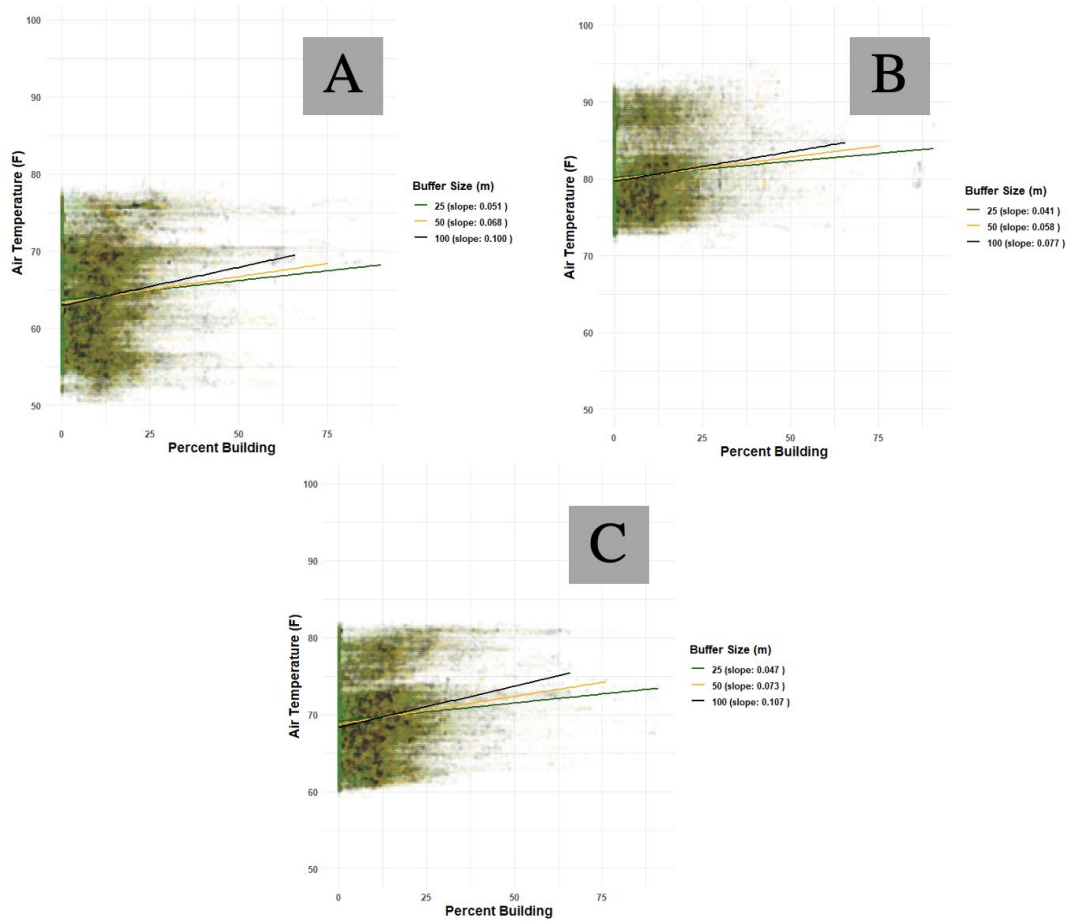 A
100
90
80
70
60
50
Air Temperature (F)
0
25
50
75
Percent Building
Buffer Size (m)
25 (slope: 0.051 )
50 (slope: 0.068 )
100 (slope: 0.100 )
B
100
90
80
70
60
50
Air Temperature (F)
0
25
50
75
Percent Building
Buffer Size (m)
25 (slope: 0.041 )
50 (slope: 0.058 )
100 (slope: 0.077 )
C
100
90
80
70
60
50
Air Temperature (F)
0
25
50
75
Percent Building
Buffer Size (m)
25 (slope: 0.047 )
50 (slope: 0.073 )
100 (slope: 0.107 )